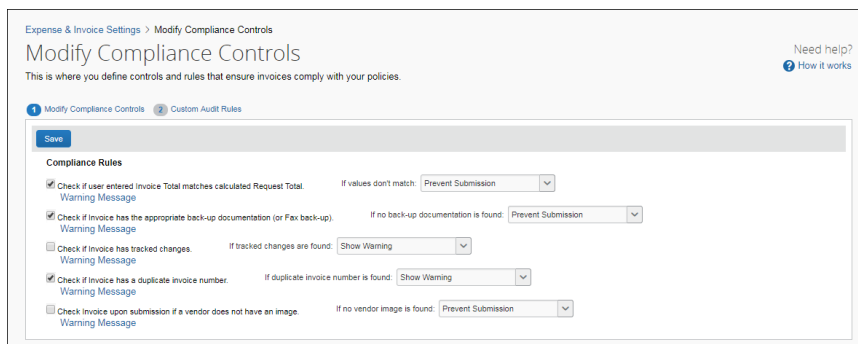 Expense & Invoice Settings > Modify Compliance Controls
Modify Compliance Controls
Need help?
This is where you define controls and rules that ensure invoices comply with your policies.
? How it works
1 Modify Compliance Controls 2 Custom Audit Rules
Save
Compliance Rules
Check if user entered Invoice Total matches calculated Request Total. If values don't match: Prevent Submission
Warning Message
Check if Invoice has the appropriate back-up documentation (or Fax back-up). If no back-up documentation is found: Prevent Submission
Warning Message
Check if Invoice has tracked changes. If tracked changes are found: Show Warning
Warning Message
Check if Invoice has a duplicate invoice number. If duplicate invoice number is found: Show Warning
Warning Message
Check Invoice upon submission if a vendor does not have an image. If no vendor image is found: Prevent Submission
Warning Message